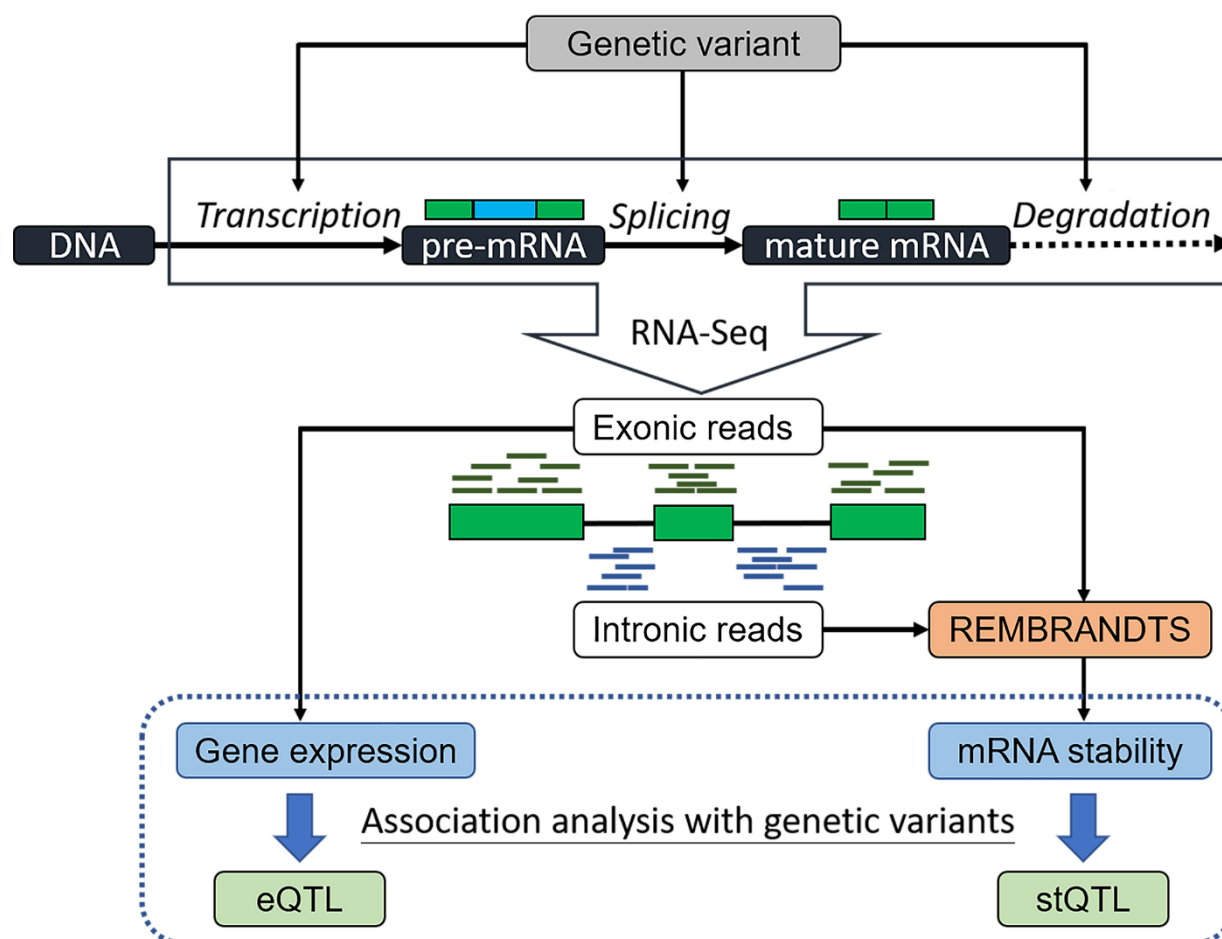 Genetic variant
Transcription
Splicing
Degradation
DNA
pre-mRNA
mature mRNA
RNA-Seq
Exonic reads
Intronic reads
REMBRANDTS
Gene expression
mRNA stability
Association analysis with genetic variants
eQTL
stQTL